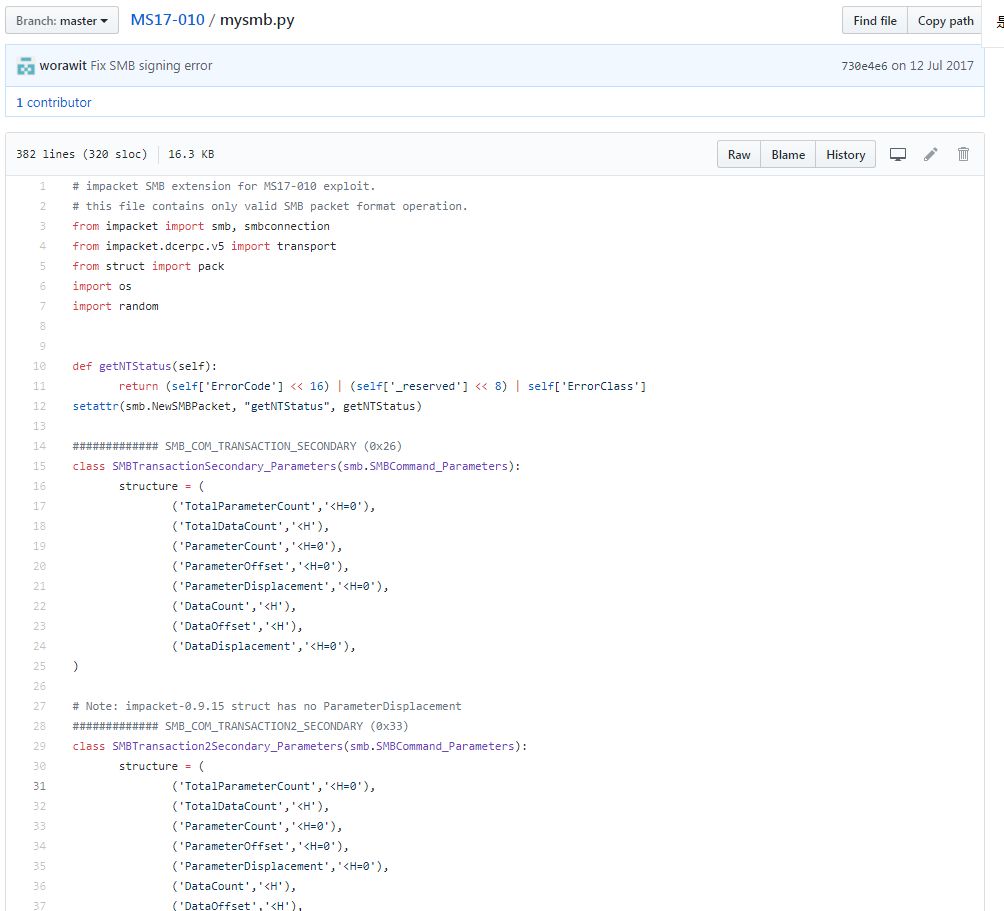 Branch: master
MS17-010 / mysmb.py
Find file Copy path
worawit Fix SMB signing error 730e4e6 on 12 Jul 2017
1 contributor
382 lines (320 sloc) 16.3 KB Raw Blame History
1 # impacket SMB extension for MS17-010 exploit.
2 # this file contains only valid SMB packet format operation.
3 from impacket import smb, smbconnection
4 from impacket.dcerpc.v5 import transport
5 from struct import pack
6 import os
7 import random
8
9
10 def getNTStatus(self):
11 return (self['ErrorCode'] << 16) | (self['_reserved'] << 8) | self['ErrorClass']
12 setattr(smb.NewSMBPacket, "getNTStatus", getNTStatus)
13
14 ############# SMB_COM_TRANSACTION_SECONDARY (0x26)
15 class SMBTransactionSecondary_Parameters(smb.SMBCommand_Parameters):
16 structure = (
17 ('TotalParameterCount','<H=0'),
18 ('TotalDataCount','<H'),
19 ('ParameterCount','<H=0'),
20 ('ParameterOffset','<H=0'),
21 ('ParameterDisplacement','<H=0'),
22 ('DataCount','<H'),
23 ('DataOffset','<H'),
24 ('DataDisplacement','<H=0'),
25 )
26
27 # Note: impacket-0.9.15 struct has no ParameterDisplacement
28 ############# SMB_COM_TRANSACTION2_SECONDARY (0x33)
29 class SMBTransaction2Secondary_Parameters(smb.SMBCommand_Parameters):
30 structure = (
31 ('TotalParameterCount','<H=0'),
32 ('TotalDataCount','<H'),
33 ('ParameterCount','<H=0'),
34 ('ParameterOffset','<H=0'),
35 ('ParameterDisplacement','<H=0'),
36 ('DataCount','<H'),
37 ('DataOffset','<H'),